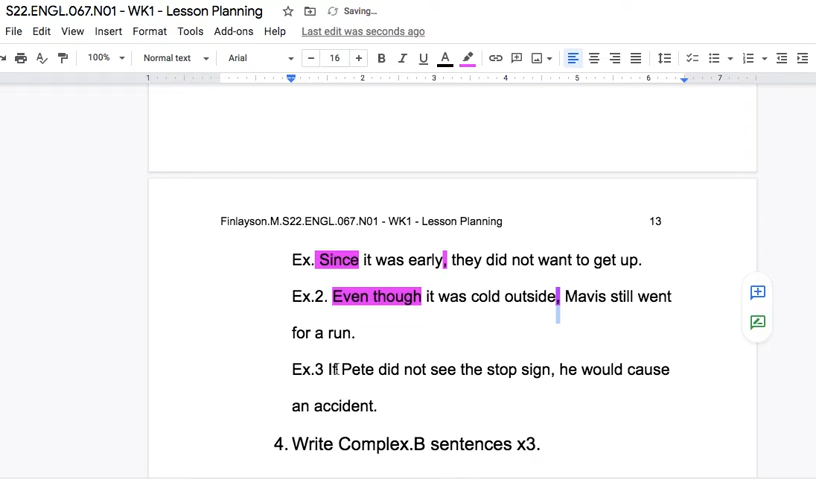 S22.ENGL.067.N01 - WK1 - Lesson Planning Saving...
File Edit View Insert Format Tools Add-ons Help Last edit was seconds ago
100% Normal text Arial 16 B I U A
1 1 2 3 4 5 6 7
Finlayson.M.S22.ENGL.067.N01 - WK1 - Lesson Planning 13
Ex. Since it was early, they did not want to get up.
Ex.2. Even though it was cold outside, Mavis still went
for a run.
Ex.3 If Pete did not see the stop sign, he would cause
an accident.
4. Write Complex.B sentences x3.